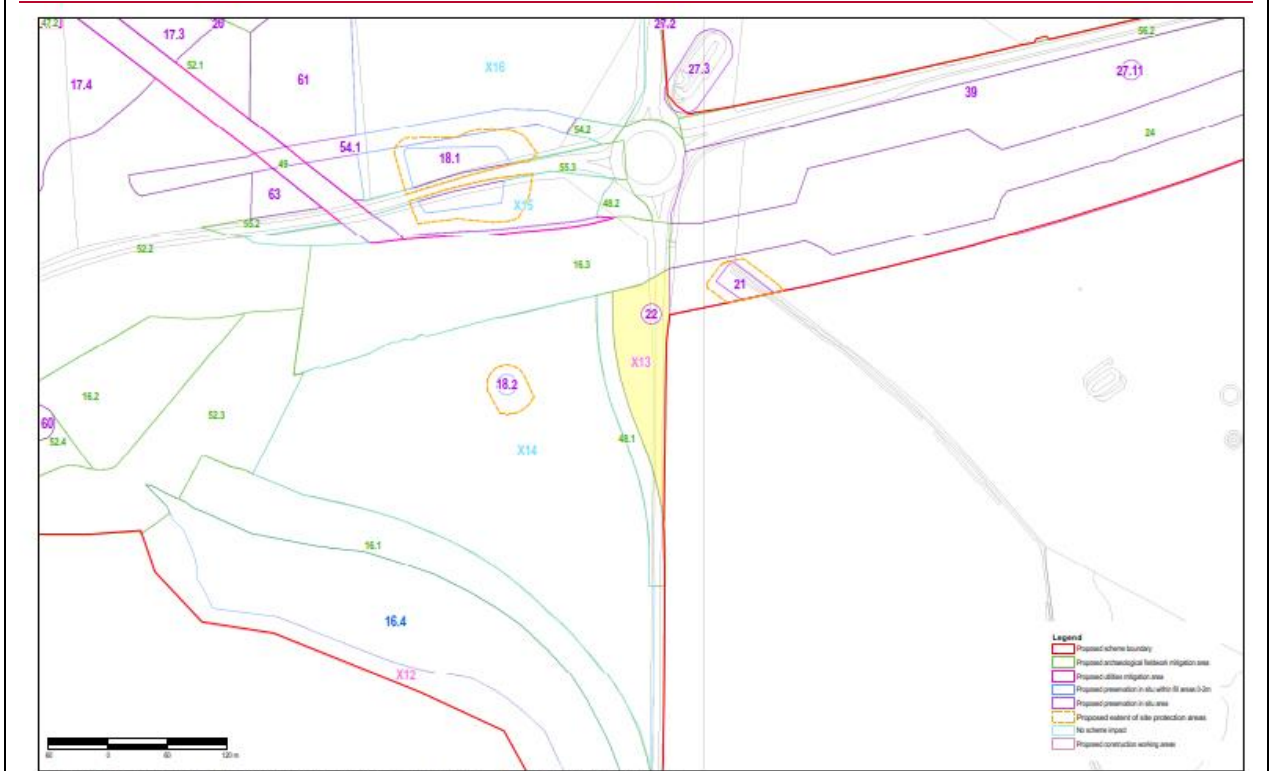 47.2
17.3
26
27.2
56.2
52.1
X16
27.3
27.11
17.4
61
39
24
54.2
54.1
18.1
49
55.3
63
X15
48.2
55.2
52.2
16.3
21
22
X13
18.2
16.2
52.3
60
52.4
48.1
X14
16.1
16.4
X12
Legend
Proposed scheme boundary
Proposed archaeological fieldwork mitigation area
Proposed utilities mitigation area
Proposed preservation in situ within fill areas 0-2m
Proposed preservation in situ area
Proposed extent of site protection areas
No scheme impact
Proposed construction working areas
60 0 60 120 m